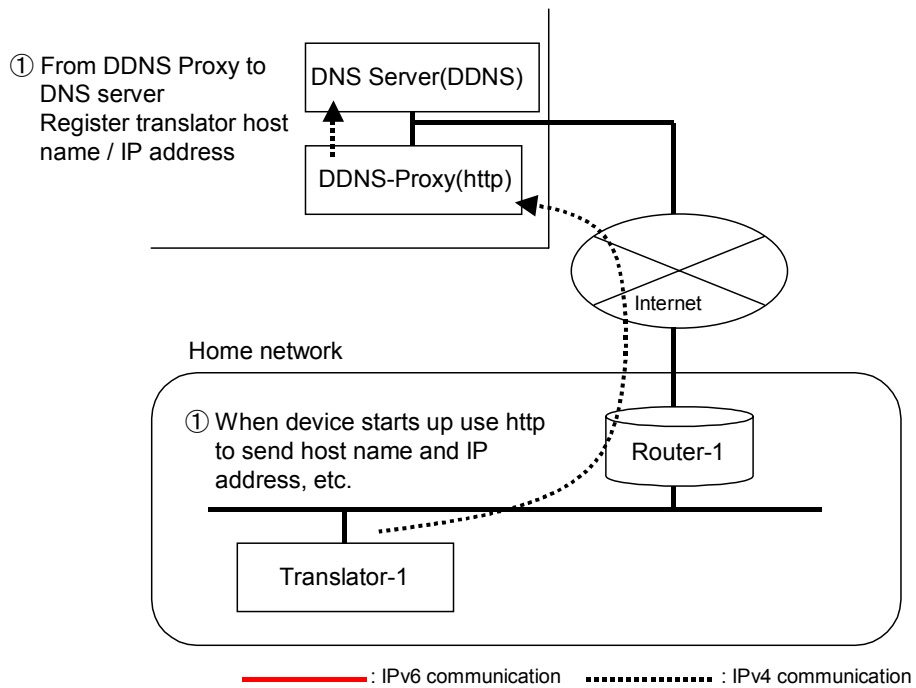 ① From DDNS Proxy to
DNS server
Register translator host
name / IP address
DNS Server(DDNS)
DDNS-Proxy(http)
Internet
Home network
① When device starts up use http
to send host name and IP
address, etc.
Router-1
Translator-1
: IPv6 communication
: IPv4 communication